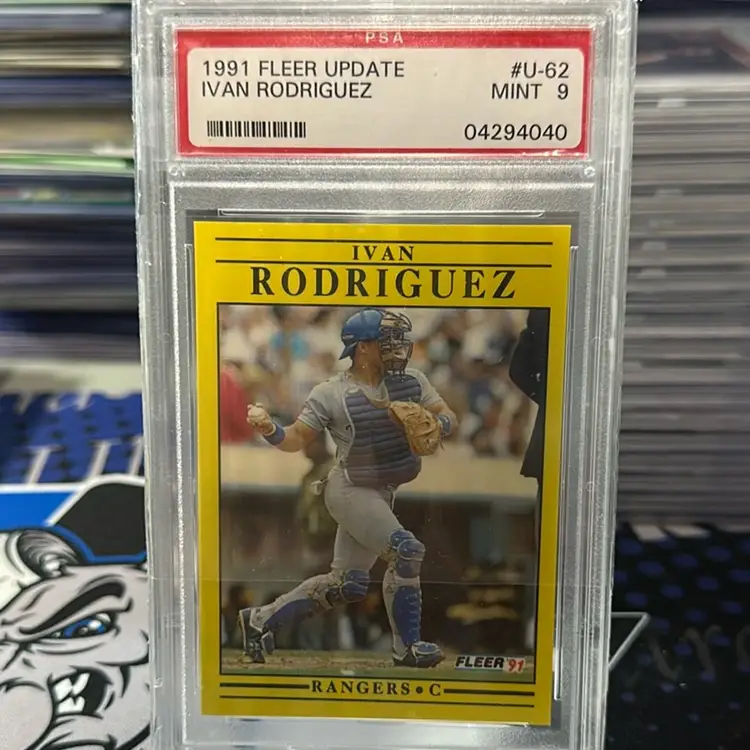 PSA
1991 FLEER UPDATE #U-62
IVAN RODRIGUEZ MINT 9
04294040
IVAN
RODRIGUEZ
FLEER '91
RANGERS • C